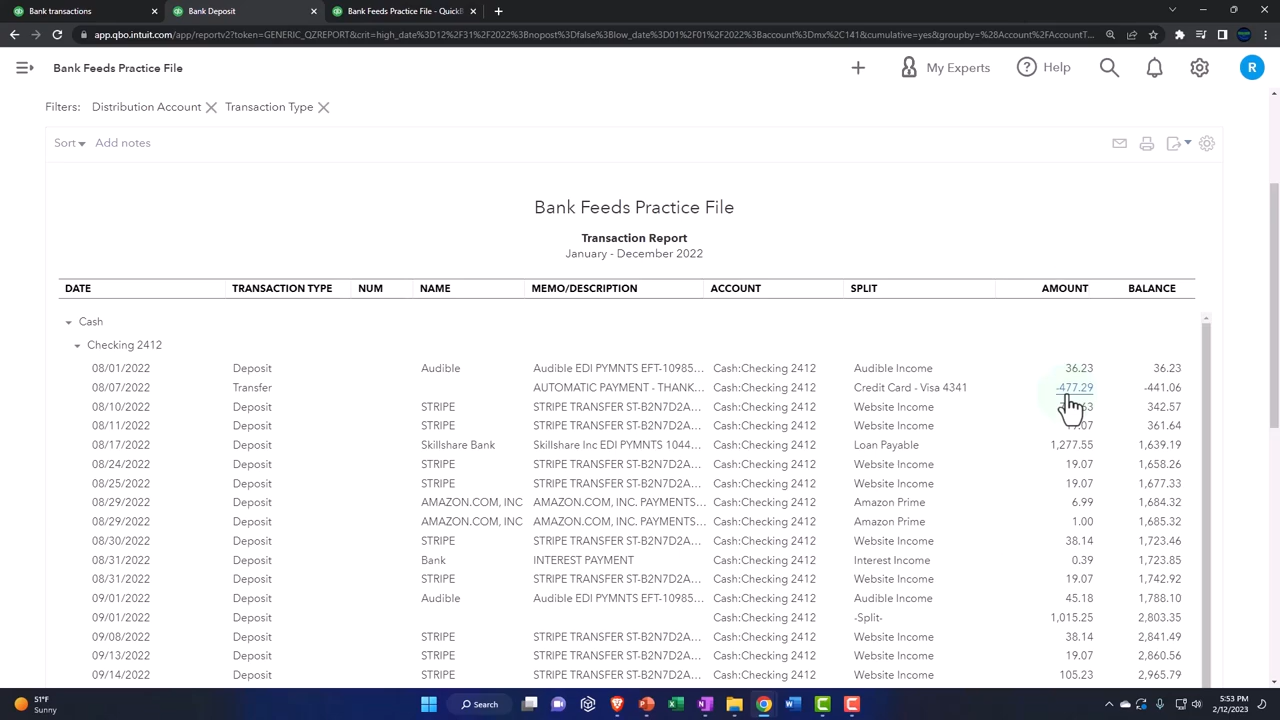 Bank transactions
Bank Deposit
Bank Feeds Practice File – QuickB
app.qbo.intuit.com/app/reportv2?token=GENERIC_QZREPORT&crit=high_date%3D12%2F31%2F2022%3Bnopost%3Dfalse%3Blow_date%3D01%2F01%2F2022%3Baccount%3Dmx%3C141&cumulative=yes&groupby=%28Account%2FAccountT...
Bank Feeds Practice File
My Experts
Help
R
Filters: Distribution Account Transaction Type
Sort Add notes
Bank Feeds Practice File
Transaction Report
January - December 2022
DATE TRANSACTION TYPE NUM NAME MEMO/DESCRIPTION ACCOUNT SPLIT AMOUNT BALANCE
Cash
Checking 2412
08/01/2022 Deposit Audible Audible EDI PYMNTS EFT-10985... Cash:Checking 2412 Audible Income 36.23 36.23
08/07/2022 Transfer AUTOMATIC PAYMENT - THANK... Cash:Checking 2412 Credit Card - Visa 4341 -477.29 -441.06
08/10/2022 Deposit STRIPE STRIPE TRANSFER ST-B2N7D2A... Cash:Checking 2412 Website Income 342.57
08/11/2022 Deposit STRIPE STRIPE TRANSFER ST-B2N7D2A... Cash:Checking 2412 Website Income 361.64
08/17/2022 Deposit Skillshare Bank Skillshare Inc EDI PYMNTS 1044... Cash:Checking 2412 Loan Payable 1,277.55 1,639.19
08/24/2022 Deposit STRIPE STRIPE TRANSFER ST-B2N7D2A... Cash:Checking 2412 Website Income 19.07 1,658.26
08/25/2022 Deposit STRIPE STRIPE TRANSFER ST-B2N7D2A... Cash:Checking 2412 Website Income 19.07 1,677.33
08/29/2022 Deposit AMAZON.COM, INC AMAZON.COM, INC. PAYMENTS... Cash:Checking 2412 Amazon Prime 6.99 1,684.32
08/29/2022 Deposit AMAZON.COM, INC AMAZON.COM, INC. PAYMENTS... Cash:Checking 2412 Amazon Prime 1.00 1,685.32
08/30/2022 Deposit STRIPE STRIPE TRANSFER ST-B2N7D2A... Cash:Checking 2412 Website Income 38.14 1,723.46
08/31/2022 Deposit Bank INTEREST PAYMENT Cash:Checking 2412 Interest Income 0.39 1,723.85
08/31/2022 Deposit STRIPE STRIPE TRANSFER ST-B2N7D2A... Cash:Checking 2412 Website Income 19.07 1,742.92
09/01/2022 Deposit Audible Audible EDI PYMNTS EFT-10985... Cash:Checking 2412 Audible Income 45.18 1,788.10
09/01/2022 Deposit Cash:Checking 2412 -Split- 1,015.25 2,803.35
09/08/2022 Deposit STRIPE STRIPE TRANSFER ST-B2N7D2A... Cash:Checking 2412 Website Income 38.14 2,841.49
09/13/2022 Deposit STRIPE STRIPE TRANSFER ST-B2N7D2A... Cash:Checking 2412 Website Income 19.07 2,860.56
09/14/2022 Deposit STRIPE STRIPE TRANSFER ST-B2N7D2A... Cash:Checking 2412 Website Income 105.23 2,965.79
51°F
Sunny
Search
5:53 PM
2/12/2023